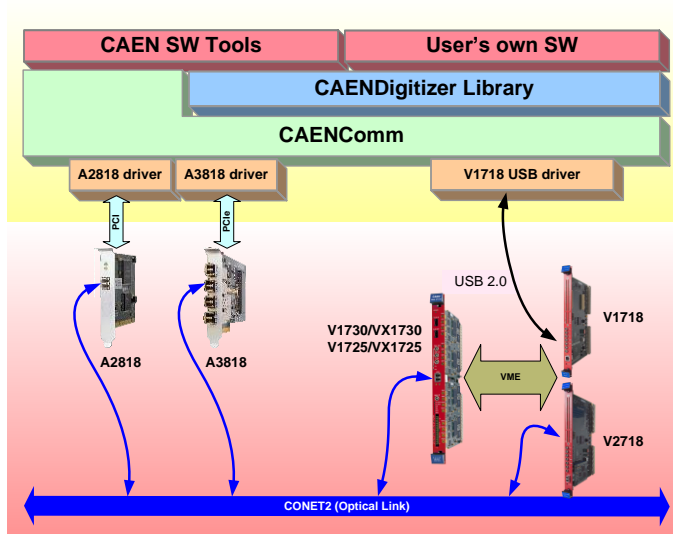 CAEN SW Tools
User's own SW
CAENDigitizer Library
CAENComm
A2818 driver
A3818 driver
V1718 USB driver
PCI
PCIe
USB 2.0
A2818
A3818
V1730/VX1730
V1725/VX1725
VME
V1718
V2718
CONET2 (Optical Link)